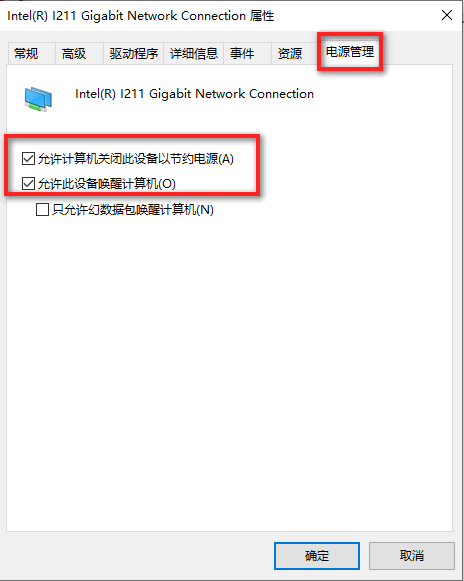 Intel(R) I211 Gigabit Network Connection 属性
常规 高级 驱动程序 详细信息 事件 资源 电源管理
Intel(R) I211 Gigabit Network Connection
允许计算机关闭此设备以节约电源(A)
允许此设备唤醒计算机(O)
只允许幻数据包唤醒计算机(N)
确定 取消